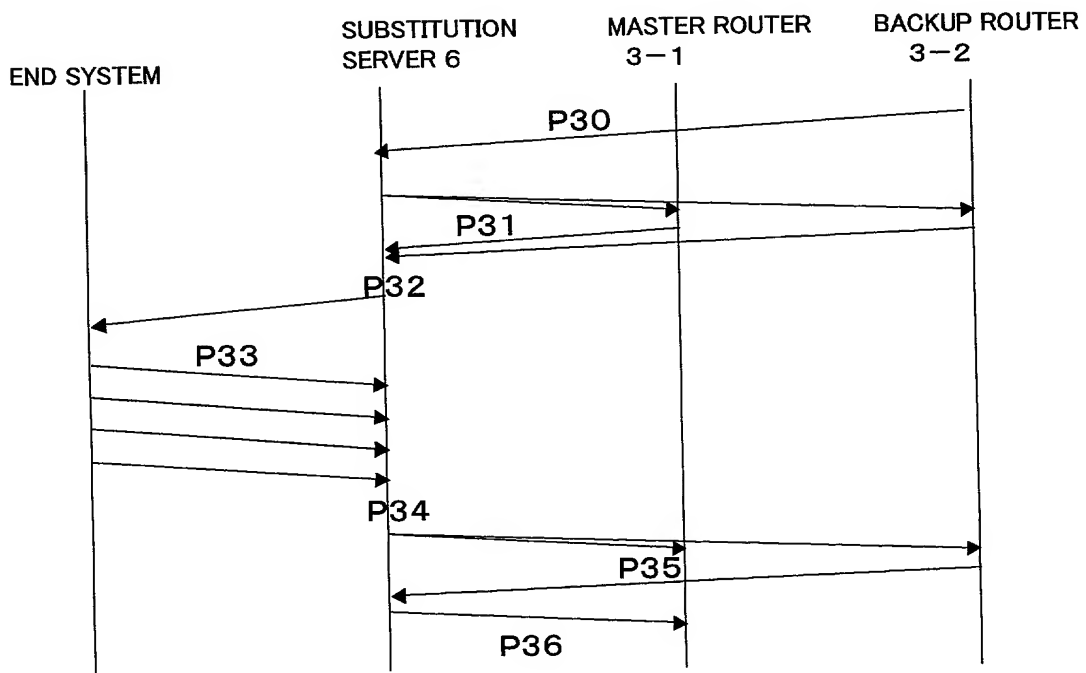 END SYSTEM
SUBSTITUTION
SERVER 6
MASTER ROUTER
3－1
BACKUP ROUTER
3－2
P30
P31
P32
P33
P34
P35
P36